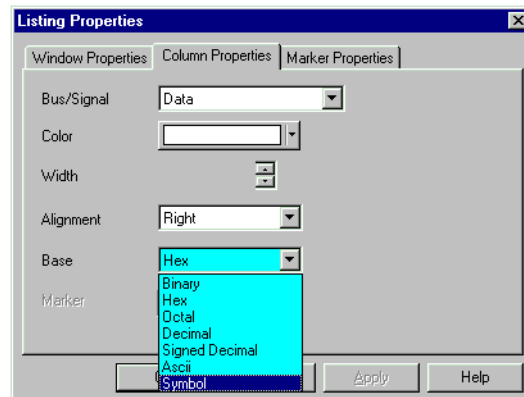 Listing Properties
Window Properties Column Properties Marker Properties
Bus/Signal Data
Color
Width
Alignment Right
Base Hex
Binary
Hex
Marker
Octal
Decimal
Signed Decimal
Ascii
Symbol
Apply Help